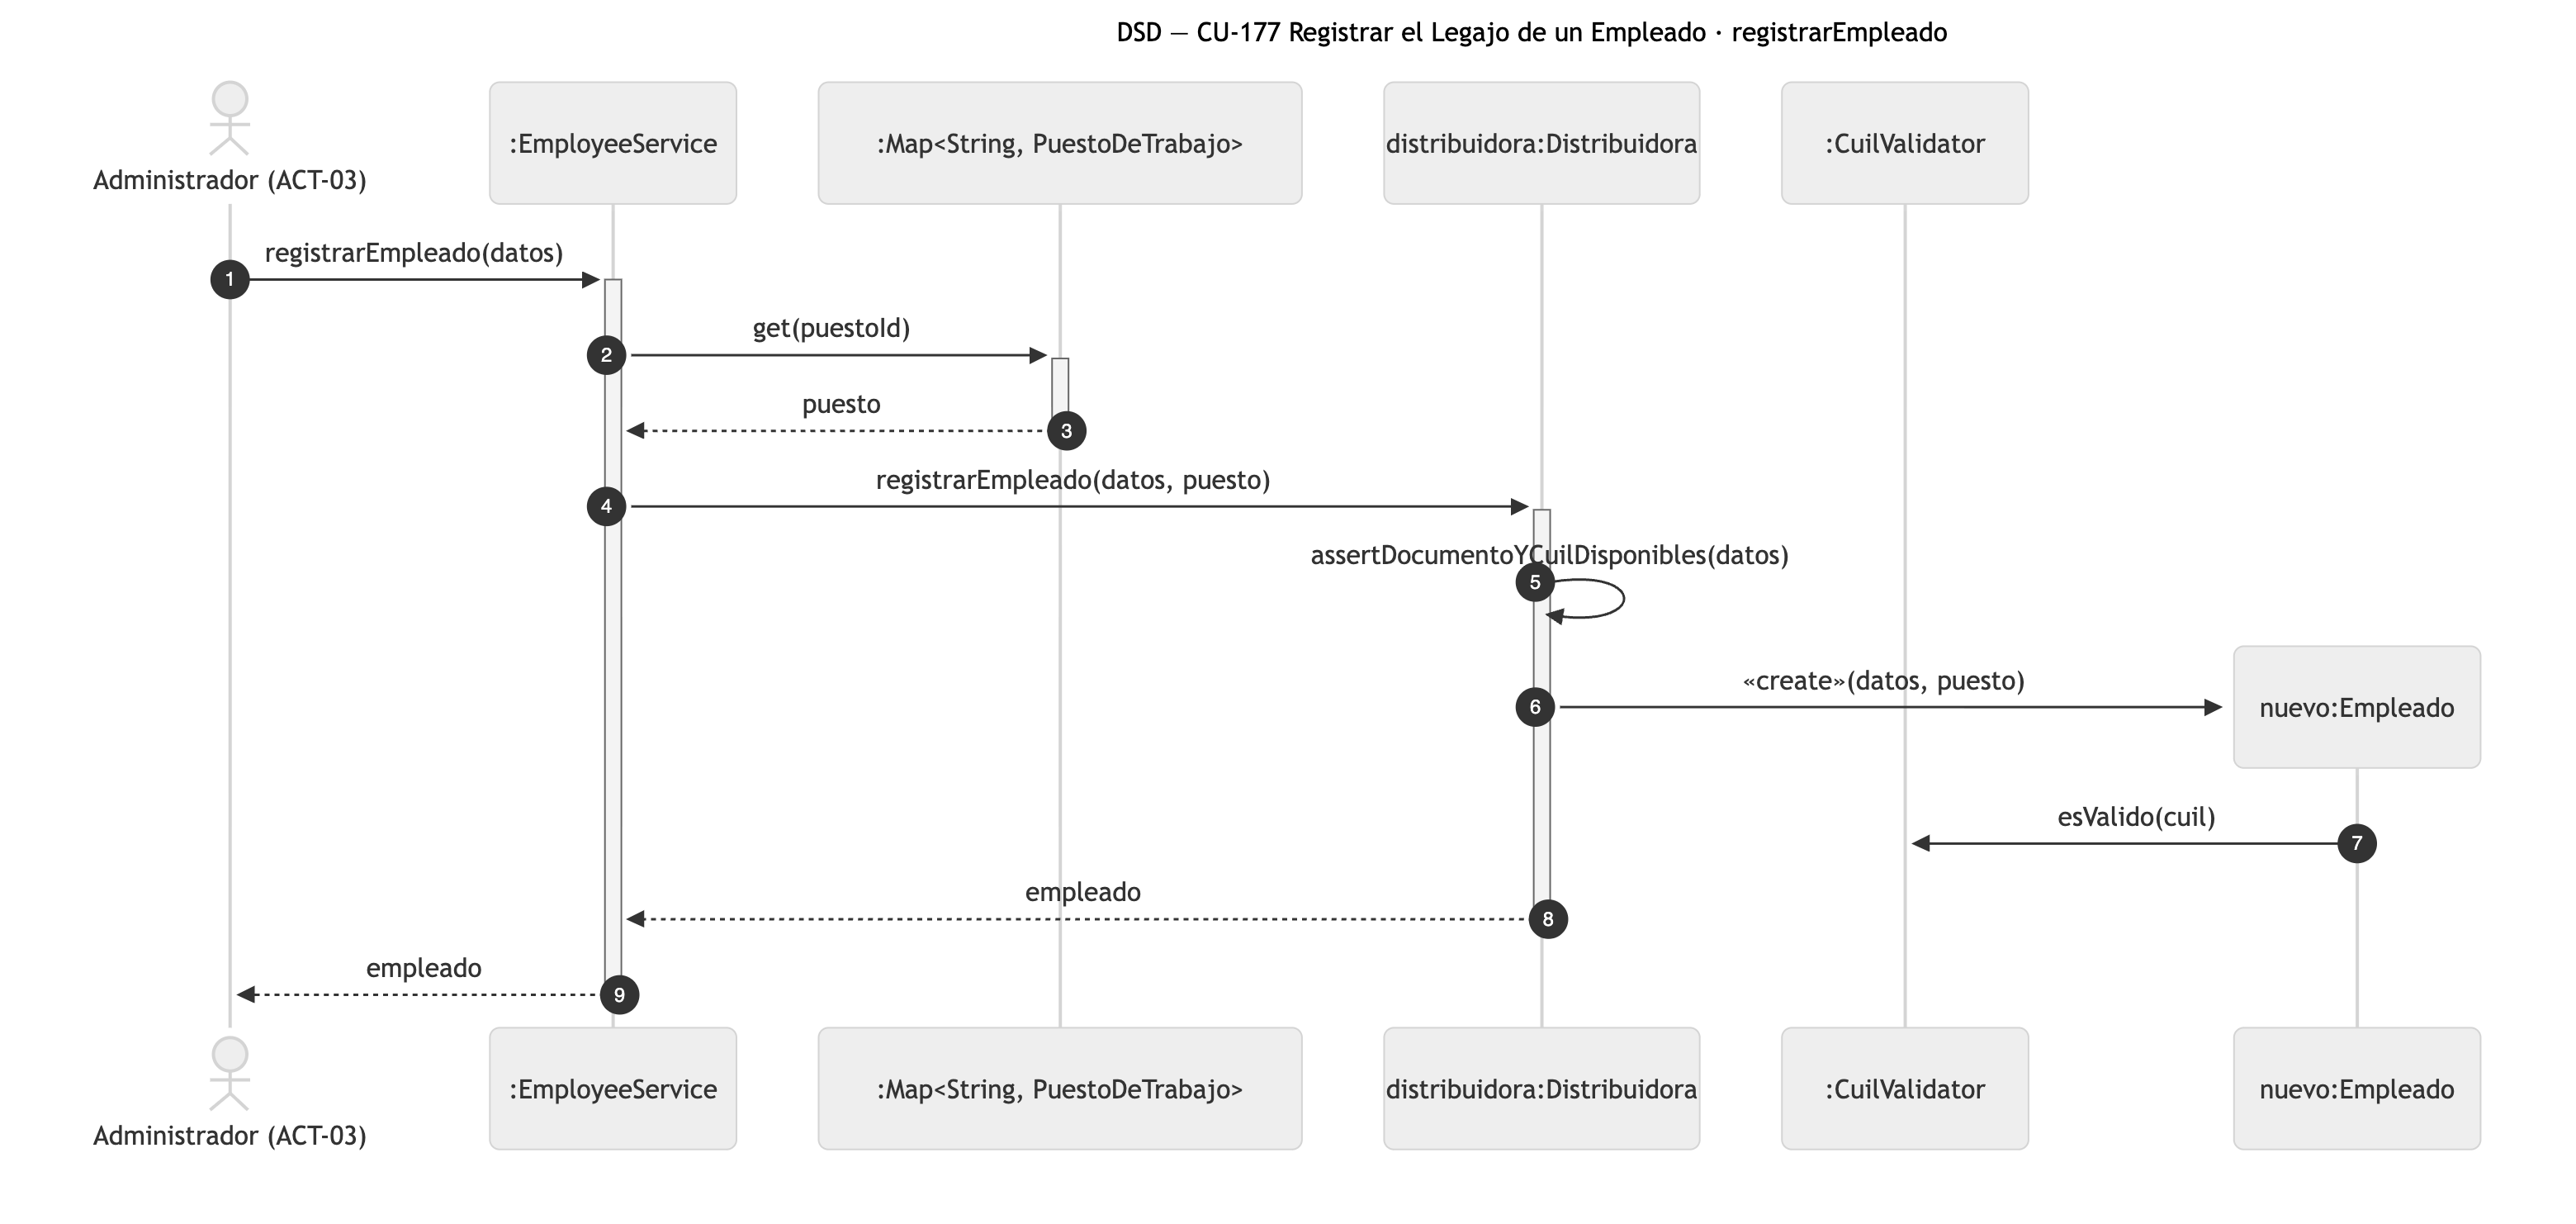 DSD — CU-177 Registrar el Legajo de un Empleado · registrarEmpleado
Administrador (ACT-03)
:EmployeeService
:Map<String, PuestoDeTrabajo>
distribuidora:Distribuidora
:CuilValidator
registrarEmpleado(datos)
1
get(puestoId)
2
puesto
3
registrarEmpleado(datos, puesto)
4
assertDocumentoYCuilDisponibles(datos)
5
«create»(datos, puesto)
6
nuevo:Empleado
esValido(cuil)
7
empleado
8
empleado
9
Administrador (ACT-03)
:EmployeeService
:Map<String, PuestoDeTrabajo>
distribuidora:Distribuidora
:CuilValidator
nuevo:Empleado